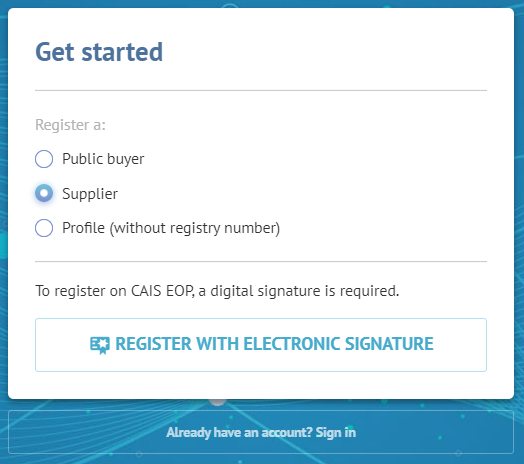 Get started
Register a:
Public buyer
Supplier
Profile (without registry number)
To register on CAIS EOP, a digital signature is required.
REGISTER WITH ELECTRONIC SIGNATURE
Already have an account? Sign in